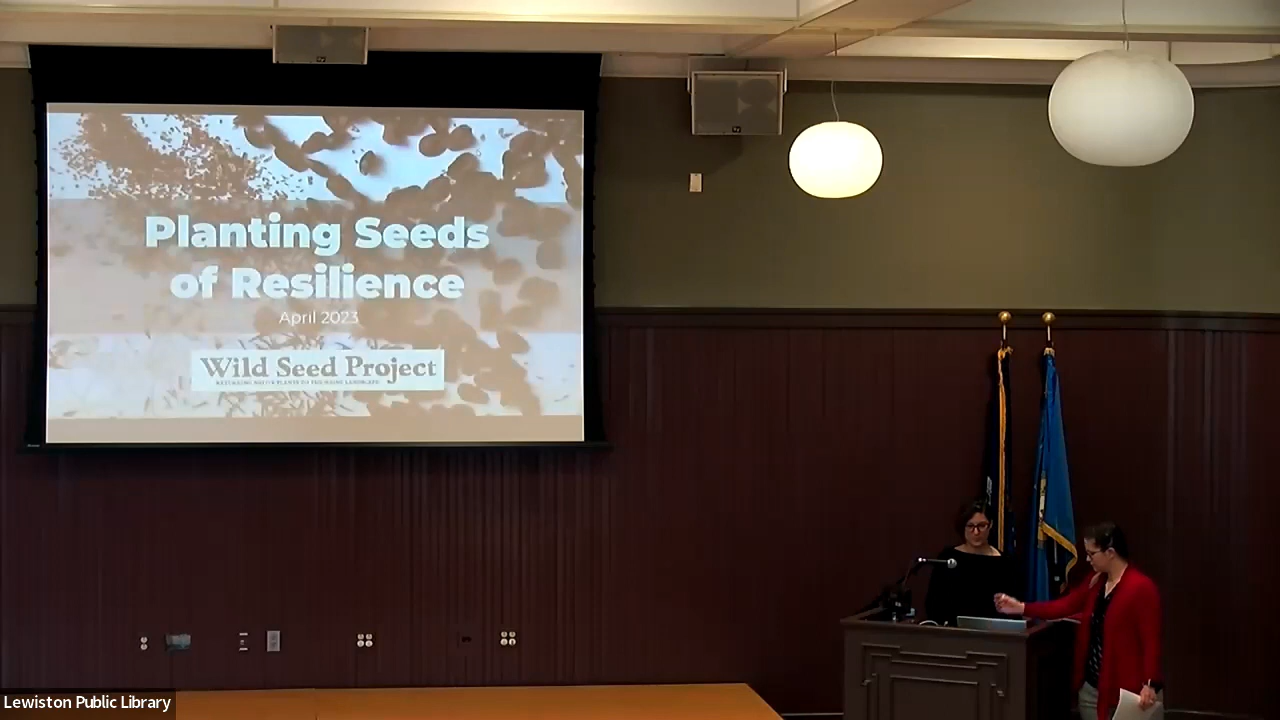 Planting Seeds
of Resilience
April 2023
Wild Seed Project
Lewiston Public Library